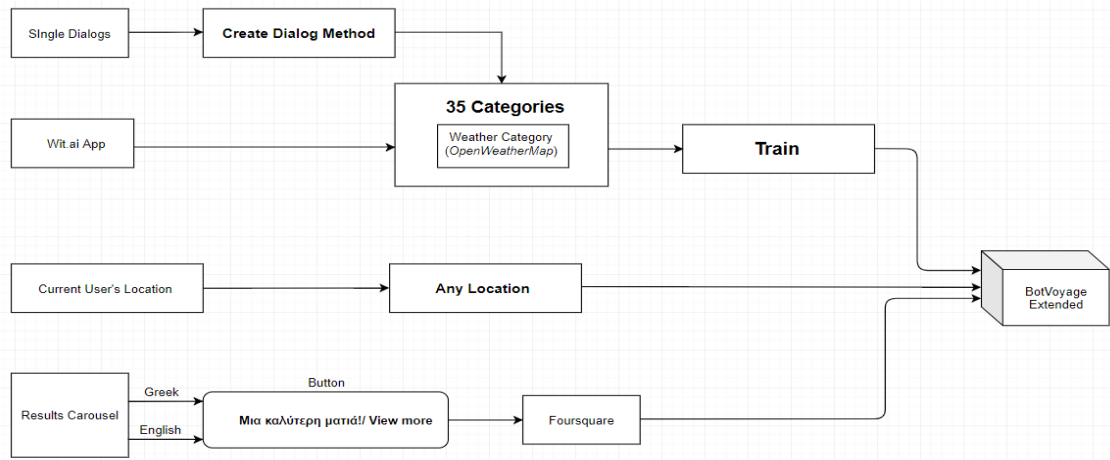 SIngle Dialogs
Create Dialog Method
35 Categories
Weather Category
(OpenWeatherMap)
Wit.ai App
Train
Current User's Location
Any Location
BotVoyage
Extended
Results Carousel
Greek
English
Button
Μια καλύτερη ματιά!/ View more
Foursquare